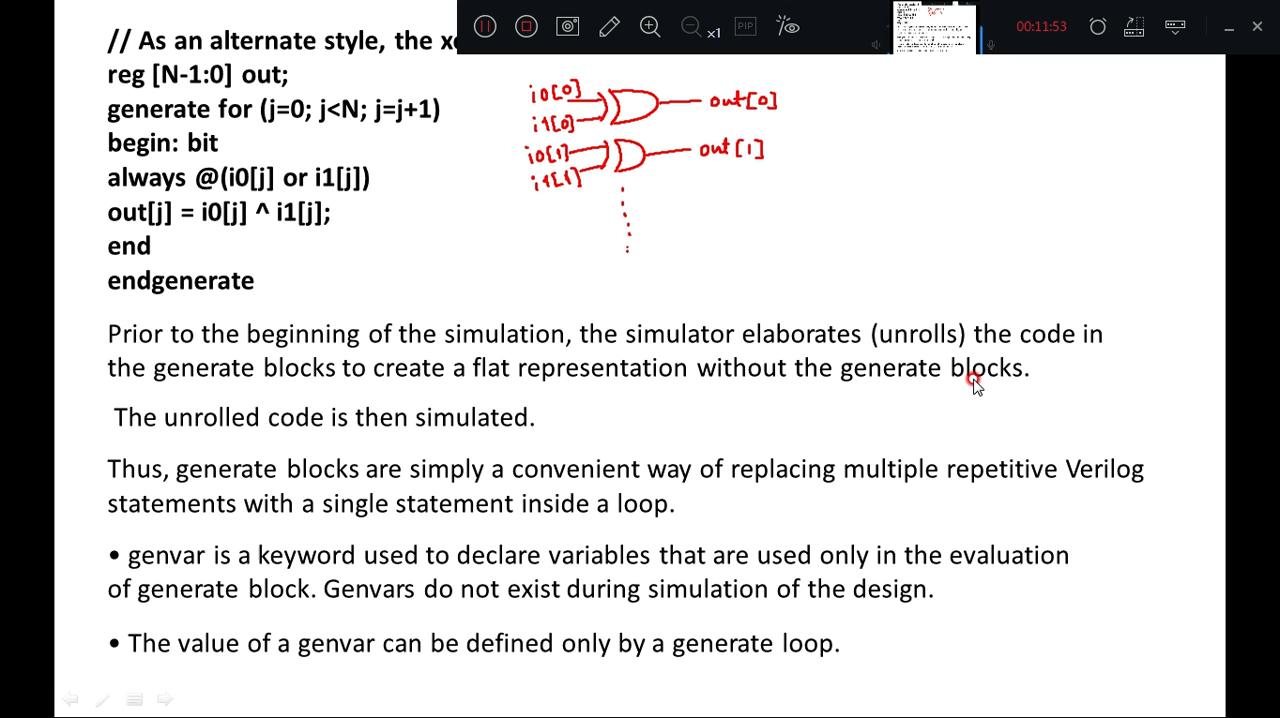 // As an alternate style, the
x1
PIP
00:11:53
reg [N-1:0] out;
generate for (j=0; j<N; j=j+1)
begin: bit
always @(i0[j] or i1[j])
out[j] = i0[j] ^ i1[j];
end
endgenerate
i0[0]
i1[0]
out[0]
i0[1]
i1[1]
out[1]
Prior to the beginning of the simulation, the simulator elaborates (unrolls) the code in
the generate blocks to create a flat representation without the generate blocks.
The unrolled code is then simulated.
Thus, generate blocks are simply a convenient way of replacing multiple repetitive Verilog
statements with a single statement inside a loop.
• genvar is a keyword used to declare variables that are used only in the evaluation
of generate block. Genvars do not exist during simulation of the design.
• The value of a genvar can be defined only by a generate loop.